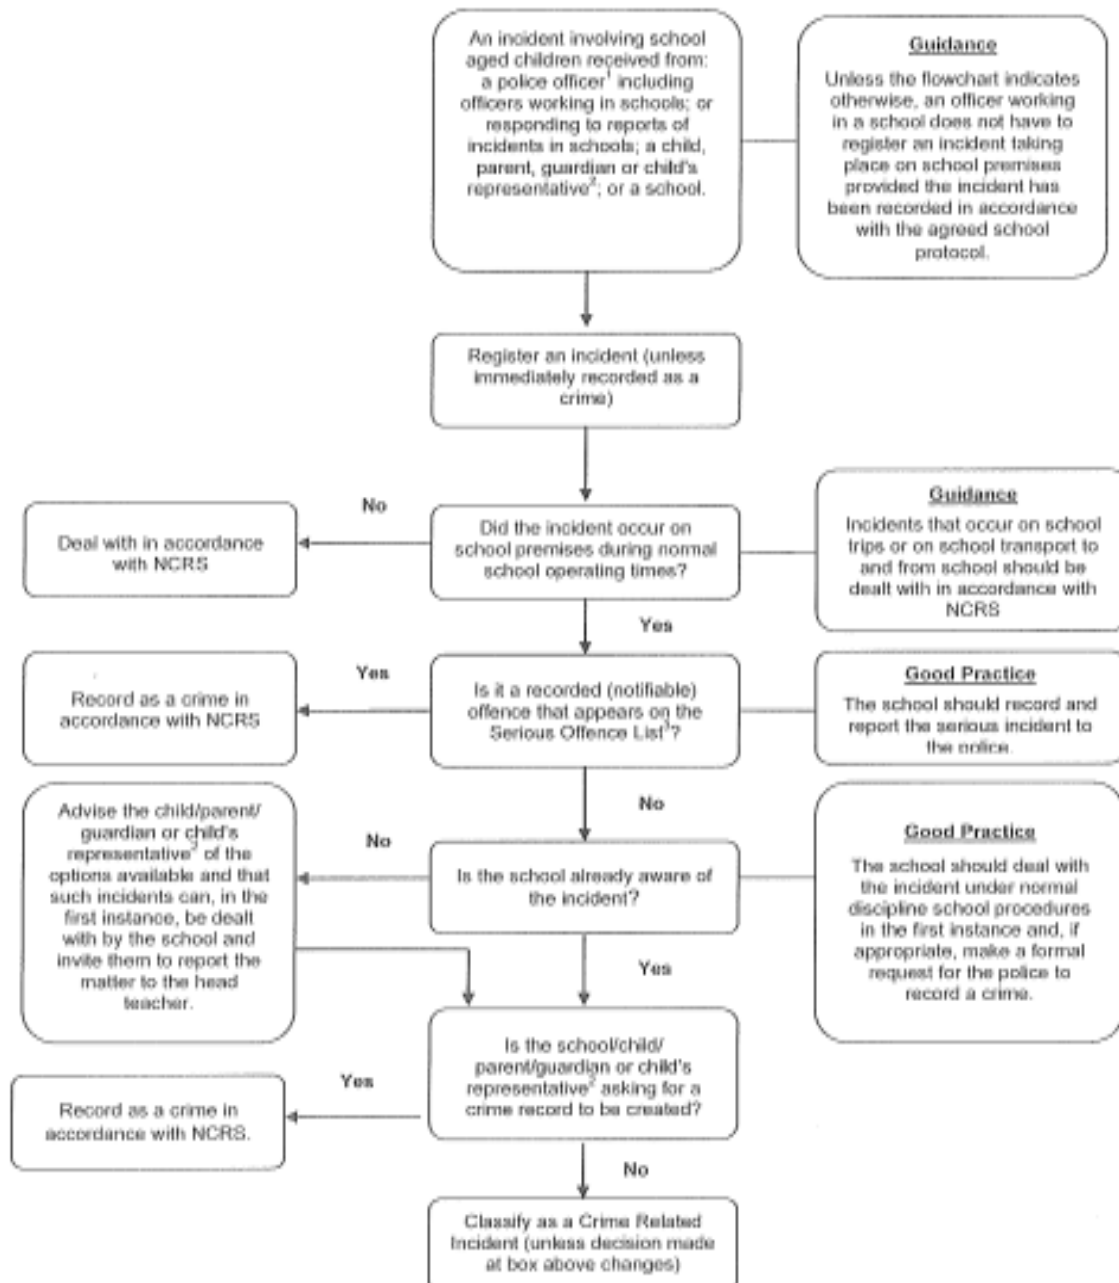 An incident involving school
aged children received from:
a police officer1 including
officers working in schools; or
responding to reports of
incidents in schools; a child,
parent, guardian or child's
representative2; or a school.
Guidance
Unless the flowchart indicates
otherwise, an officer working
in a school does not have to
register an incident taking
place on school premises
provided the incident has
been recorded in accordance
with the agreed school
protocol.
Register an incident (unless
immediately recorded as a
crime)
No
Deal with in accordance
with NCRS
Did the incident occur on
school premises during normal
school operating times?
Guidance
Incidents that occur on school
trips or on school transport to
and from school should be
dealt with in accordance with
NCRS
Yes
Yes
Record as a crime in
accordance with NCRS
Is it a recorded (notifiable)
offence that appears on the
Serious Offence List3?
Good Practice
The school should record and
report the serious incident to
the police.
No
Advise the child/parent/
guardian or child's
representative2 of the
options available and that
such incidents can, in the
first instance, be dealt
with by the school and
invite them to report the
matter to the head
teacher.
No
Is the school already aware of
the incident?
Good Practice
The school should deal with
the incident under normal
discipline school procedures
in the first instance and, if
appropriate, make a formal
request for the police to
record a crime.
Yes
Is the school/child/
parent/guardian or child's
representative2 asking for a
crime record to be created?
Yes
Record as a crime in
accordance with NCRS.
No
Classify as a Crime Related
Incident (unless decision made
at box above changes)